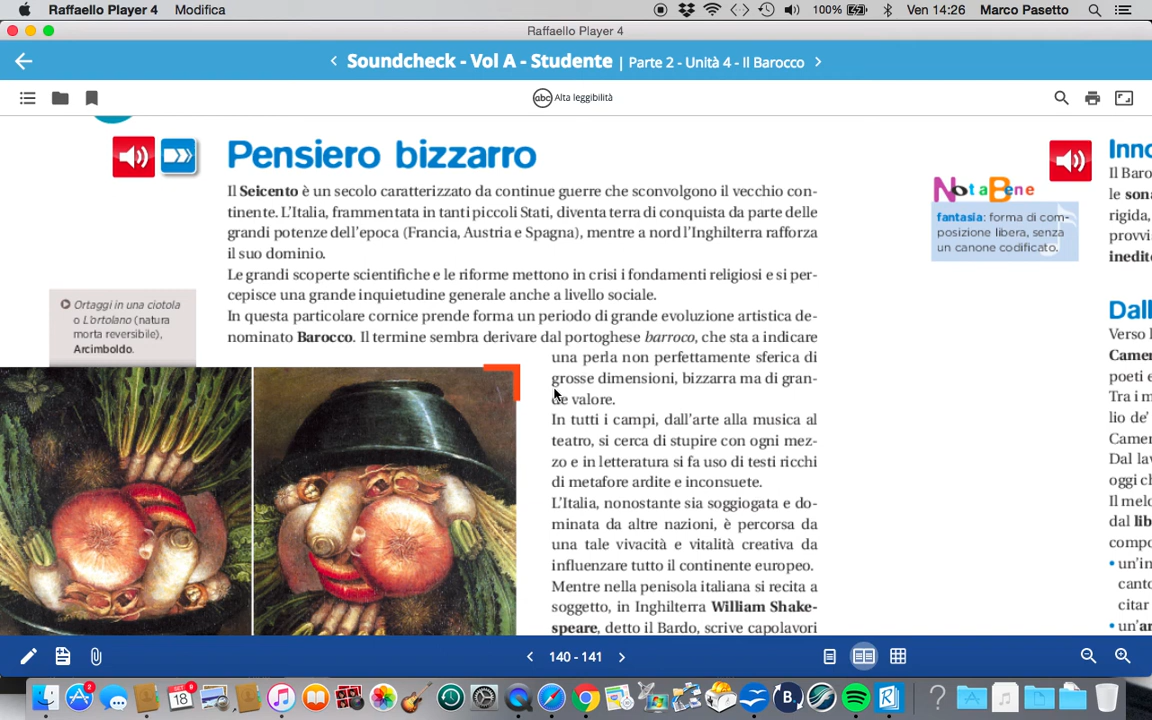 Raffaello Player 4 Modifica 100% Ven 14:26 Marco Pasetto
Raffaello Player 4
Soundcheck - Vol A - Studente | Parte 2 - Unità 4 - Il Barocco
abc Alta leggibilità
Pensiero bizzarro
Il Seicento è un secolo caratterizzato da continue guerre che sconvolgono il vecchio con-
tinente. L'Italia, frammentata in tanti piccoli Stati, diventa terra di conquista da parte delle
grandi potenze dell'epoca (Francia, Austria e Spagna), mentre a nord l'Inghilterra rafforza
il suo dominio.
Le grandi scoperte scientifiche e le riforme mettono in crisi i fondamenti religiosi e si per-
cepisce una grande inquietudine generale anche a livello sociale.
In questa particolare cornice prende forma un periodo di grande evoluzione artistica de-
nominato Barocco. Il termine sembra derivare dal portoghese barroco, che sta a indicare
una perla non perfettamente sferica di
grosse dimensioni, bizzarra ma di gran-
de valore.
In tutti i campi, dall'arte alla musica al
teatro, si cerca di stupire con ogni mez-
zo e in letteratura si fa uso di testi ricchi
di metafore ardite e inconsuete.
L'Italia, nonostante sia soggiogata e do-
minata da altre nazioni, è percorsa da
una tale vivacità e vitalità creativa da
influenzare tutto il continente europeo.
Mentre nella penisola italiana si recita a
soggetto, in Inghilterra William Shake-
speare, detto il Bardo, scrive capolavori
Ortaggi in una ciotola
o L'ortolano (natura
morta reversibile),
Arcimboldo.
NotaBene
fantasia: forma di com-
posizione libera, senza
un canone codificato.
Inno
Il Baro
le son
rigida,
provvi
inedit
Dall
Verso l
Camer
poeti e
Tra i m
lio de'
Camer
Dal lav
oggi ch
Il melo
dal lib
compo
• un'in
canto
citar
• un'ar
140 - 141
2
SET 9
18
B.
R